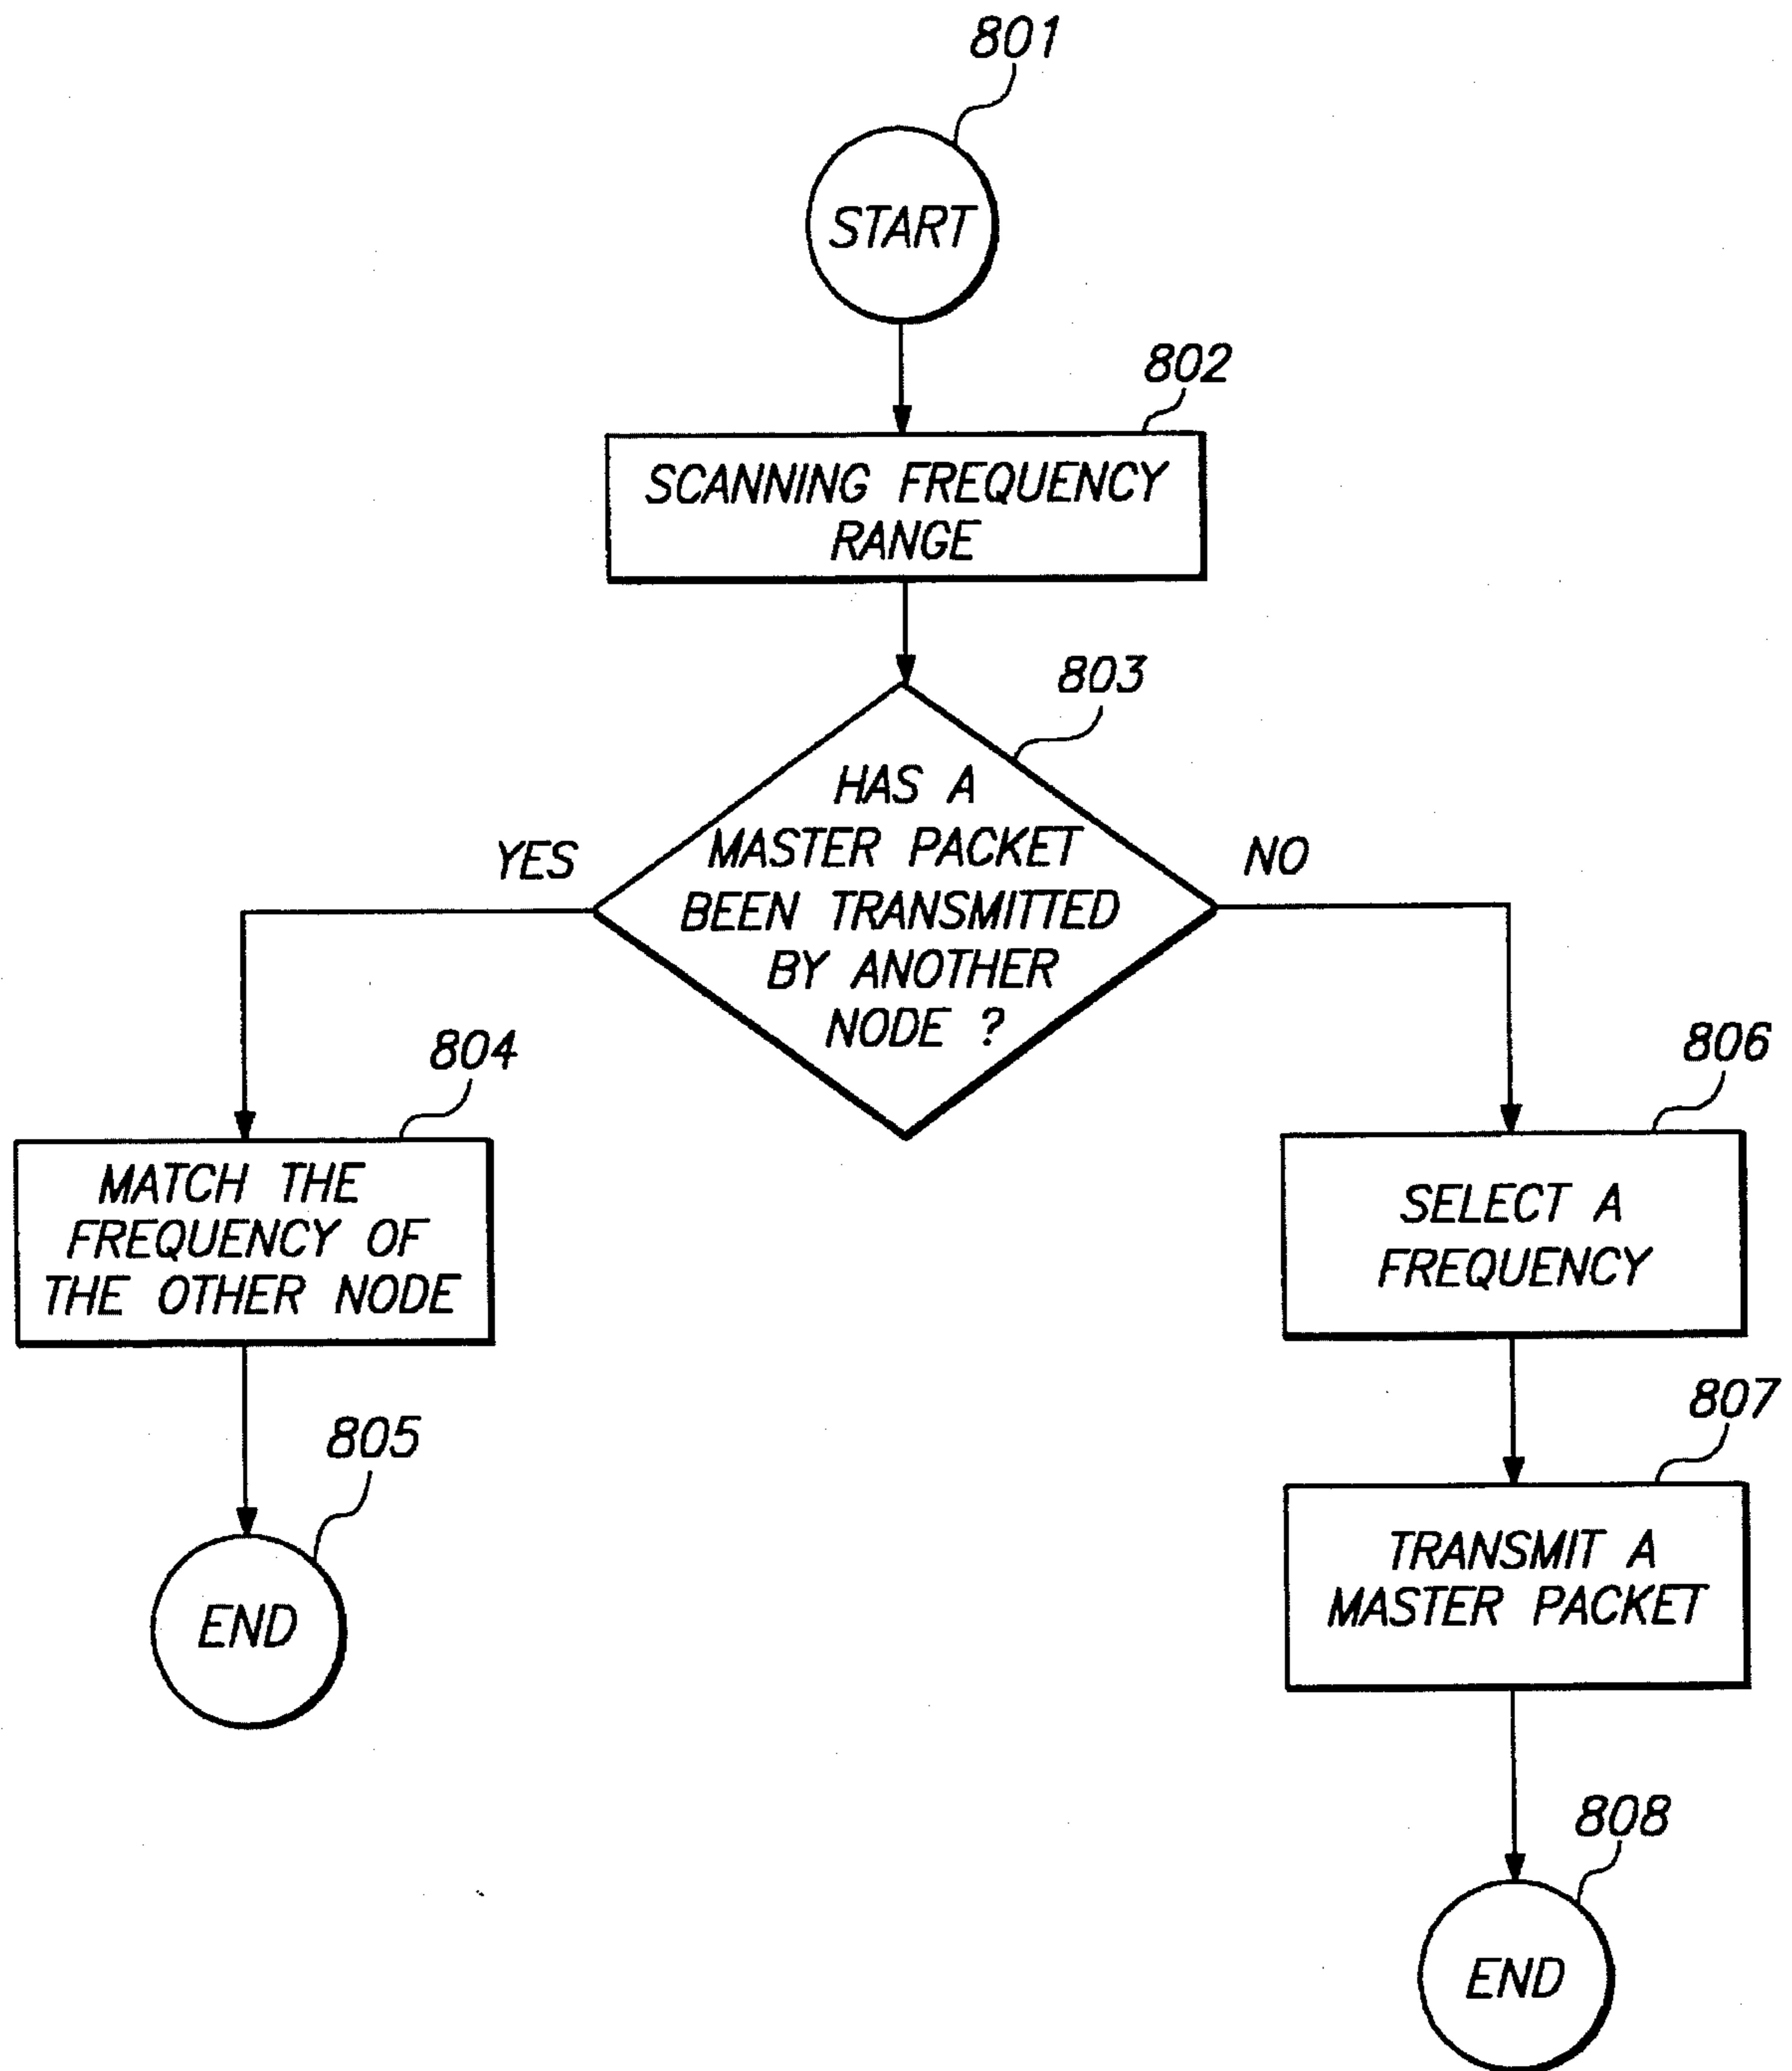 801
START
802
SCANNING FREQUENCY
RANGE
803
HAS A
MASTER PACKET
BEEN TRANSMITTED
BY ANOTHER
NODE ?
YES
NO
804
MATCH THE
FREQUENCY OF
THE OTHER NODE
805
END
806
SELECT A
FREQUENCY
807
TRANSMIT A
MASTER PACKET
808
END